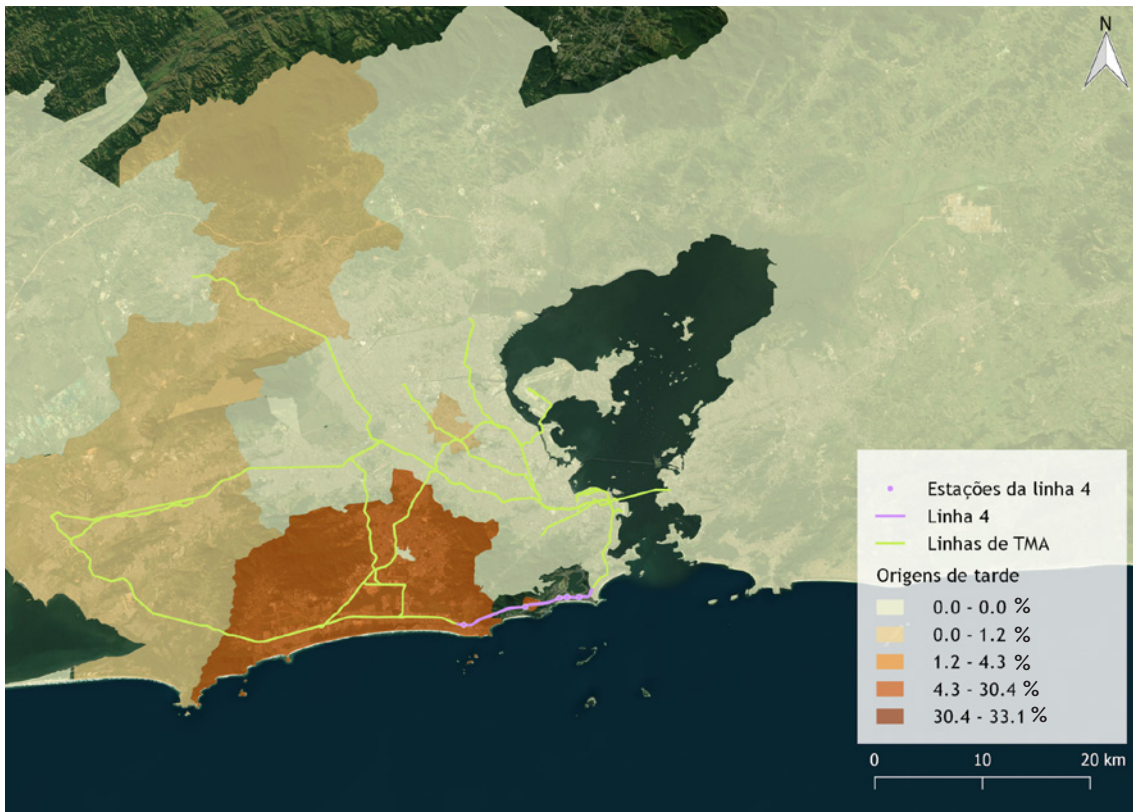 N
Estações da linha 4
Linha 4
Linhas de TMA
Origens de tarde
0.0 - 0.0 %
0.0 - 1.2 %
1.2 - 4.3 %
4.3 - 30.4 %
30.4 - 33.1 %
0 10 20 km